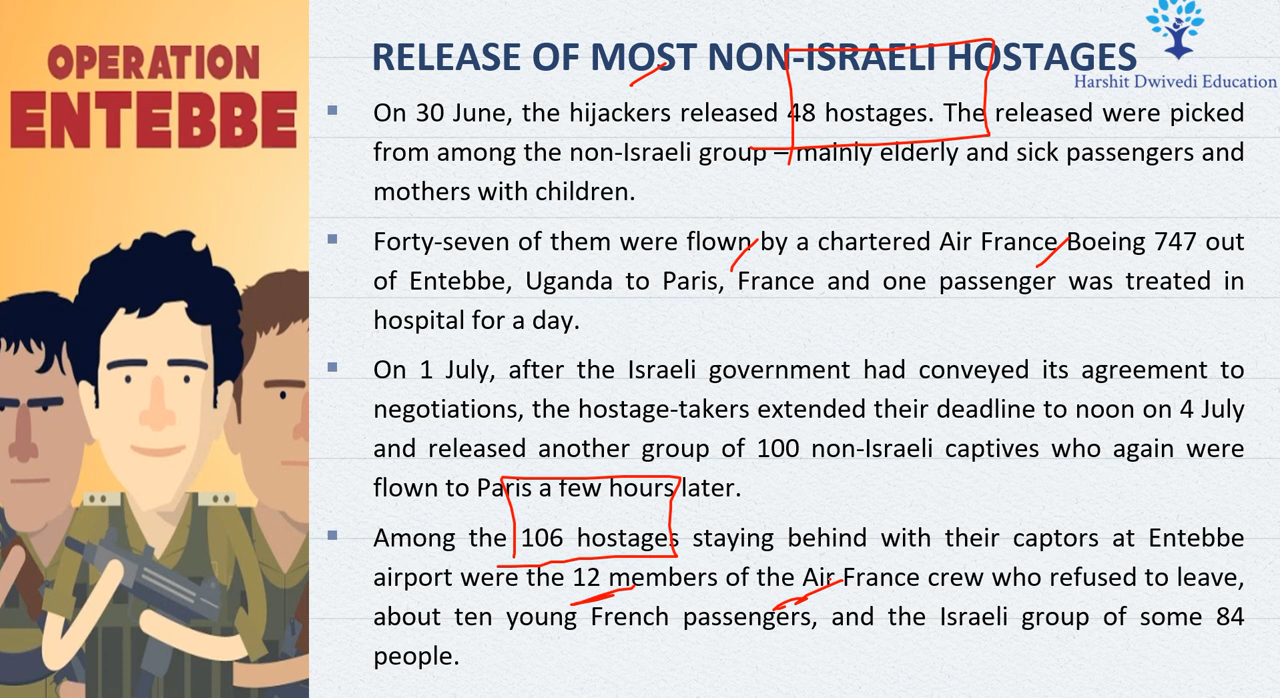 OPERATION
ENTEBBE
RELEASE OF MOST NON-ISRAELI HOSTAGES
Harshit Dwivedi Education
On 30 June, the hijackers released 48 hostages. The released were picked
from among the non-Israeli group – mainly elderly and sick passengers and
mothers with children.
Forty-seven of them were flown by a chartered Air France Boeing 747 out
of Entebbe, Uganda to Paris, France and one passenger was treated in
hospital for a day.
On 1 July, after the Israeli government had conveyed its agreement to
negotiations, the hostage-takers extended their deadline to noon on 4 July
and released another group of 100 non-Israeli captives who again were
flown to Paris a few hours later.
Among the 106 hostages staying behind with their captors at Entebbe
airport were the 12 members of the Air France crew who refused to leave,
about ten young French passengers, and the Israeli group of some 84
people.